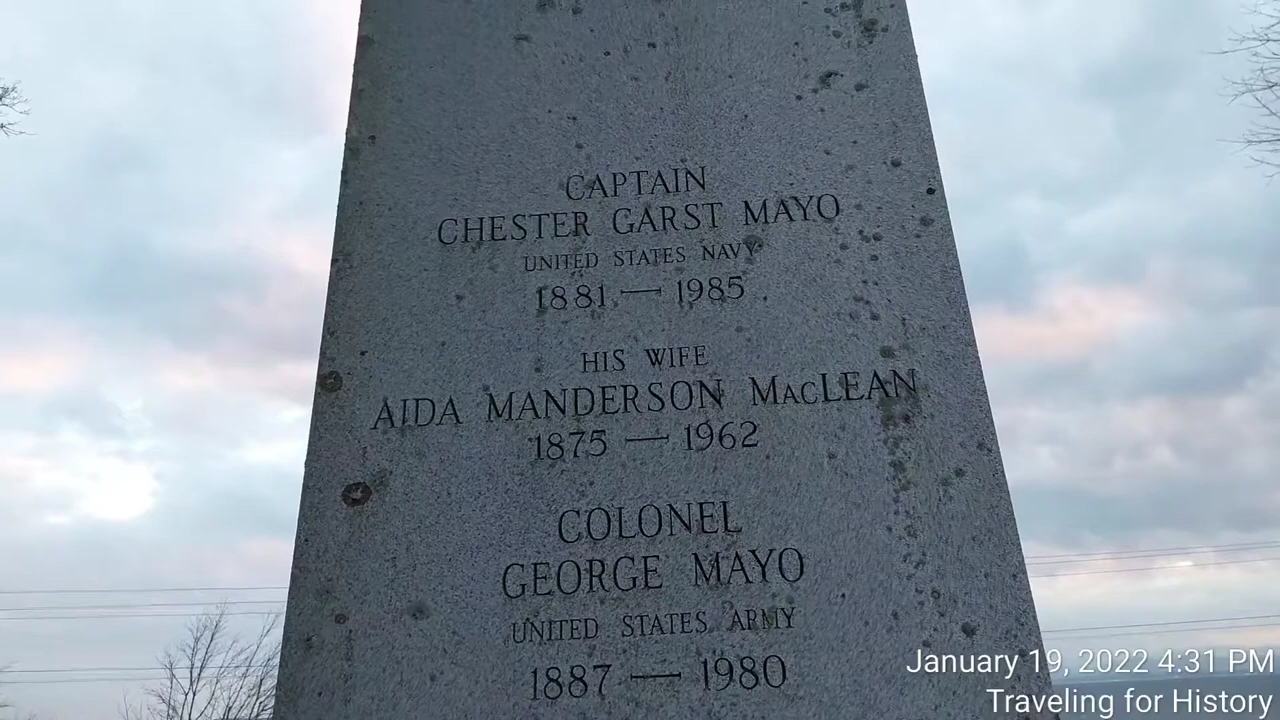 CAPTAIN
CHESTER GARST MAYO
UNITED STATES NAVY
1881 — 1985
HIS WIFE
AIDA MANDERSON MacLEAN
1875 — 1962
COLONEL
GEORGE MAYO
UNITED STATES ARMY
1887 — 1980
January 19, 2022 4:31 PM
Traveling for History